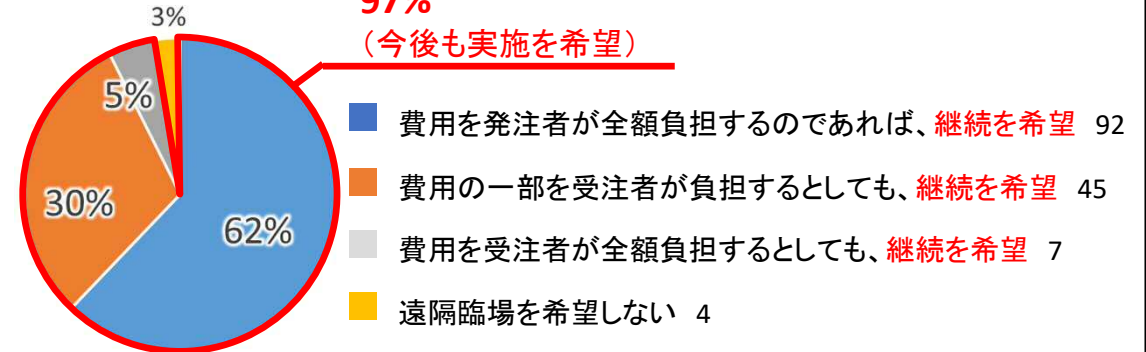 97%
（今後も実施を希望）
3%
5%
30%
62%
費用を発注者が全額負担するのであれば、継続を希望 92
費用の一部を受注者が負担するとしても、継続を希望 45
費用を受注者が全額負担するとしても、継続を希望 7
遠隔臨場を希望しない 4